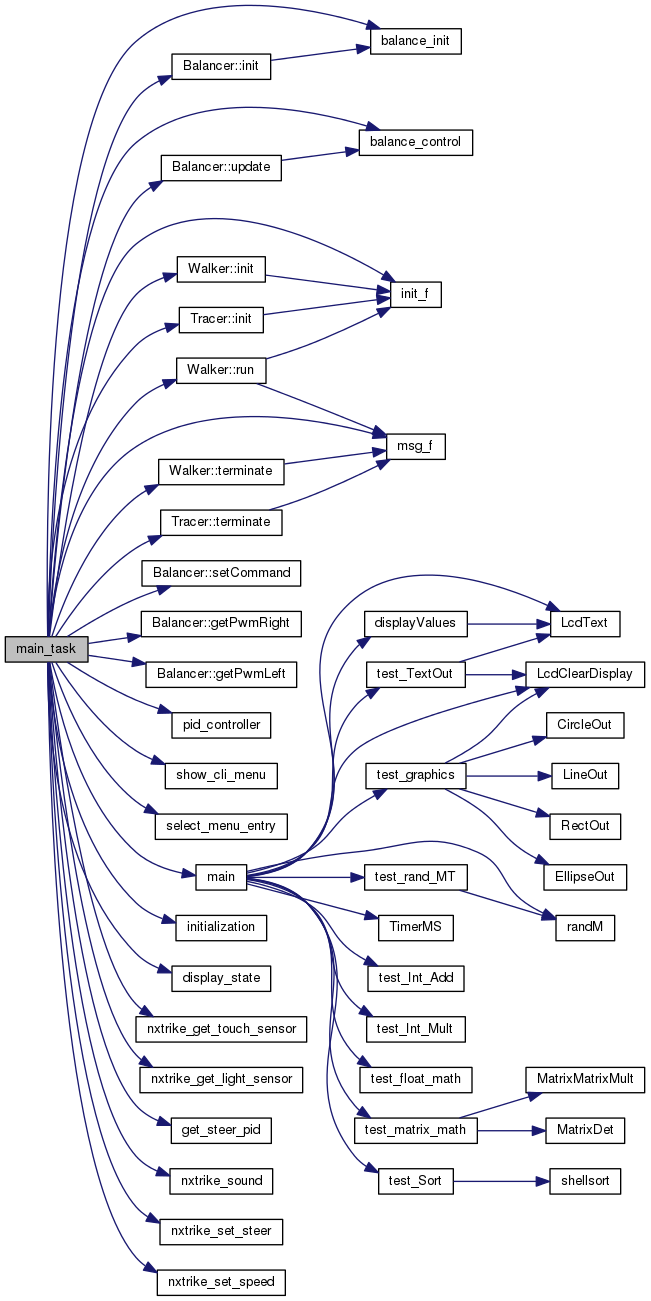 balance_init
Balancer::init
balance_control
Balancer::update
Walker::init
init_f
Tracer::init
Walker::run
msg_f
Walker::terminate
Tracer::terminate
Balancer::setCommand
Balancer::getPwmRight
displayValues
LcdText
main_task
Balancer::getPwmLeft
test_TextOut
LcdClearDisplay
pid_controller
CircleOut
show_cli_menu
test_graphics
LineOut
select_menu_entry
RectOut
main
test_rand_MT
EllipseOut
initialization
TimerMS
randM
display_state
test_Int_Add
nxtrike_get_touch_sensor
test_Int_Mult
nxtrike_get_light_sensor
test_float_math
MatrixMatrixMult
get_steer_pid
test_matrix_math
MatrixDet
nxtrike_sound
test_Sort
shellsort
nxtrike_set_steer
nxtrike_set_speed